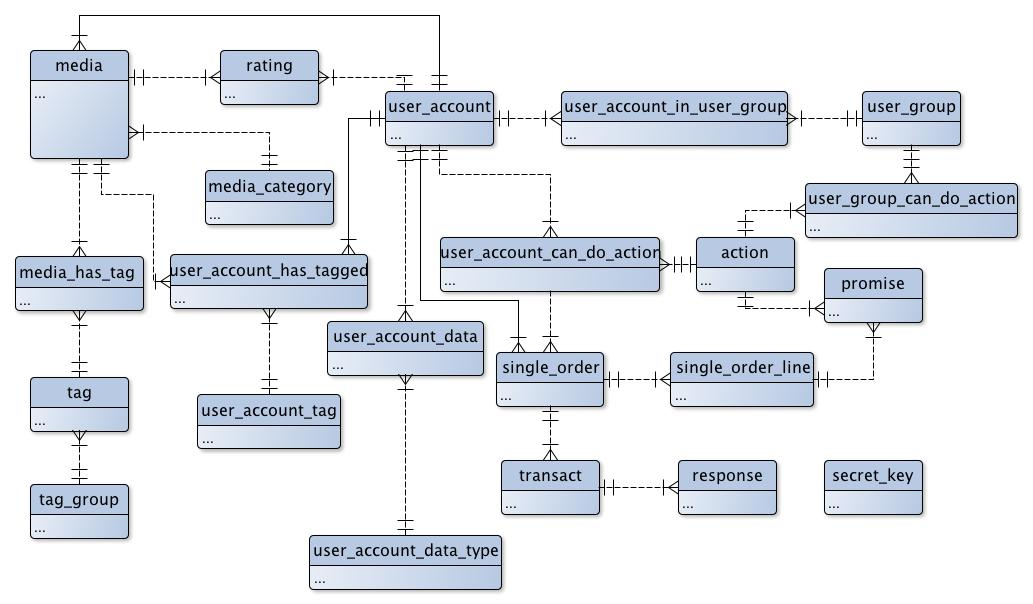 media
...
rating
...
user_account
...
user_account_in_user_group
...
user_group
...
media_category
...
user_group_can_do_action
...
user_account_can_do_action
...
action
...
media_has_tag
...
user_account_has_tagged
...
promise
...
user_account_data
...
single_order
...
single_order_line
...
tag
...
user_account_tag
...
transact
...
response
...
secret_key
...
tag_group
...
user_account_data_type
...